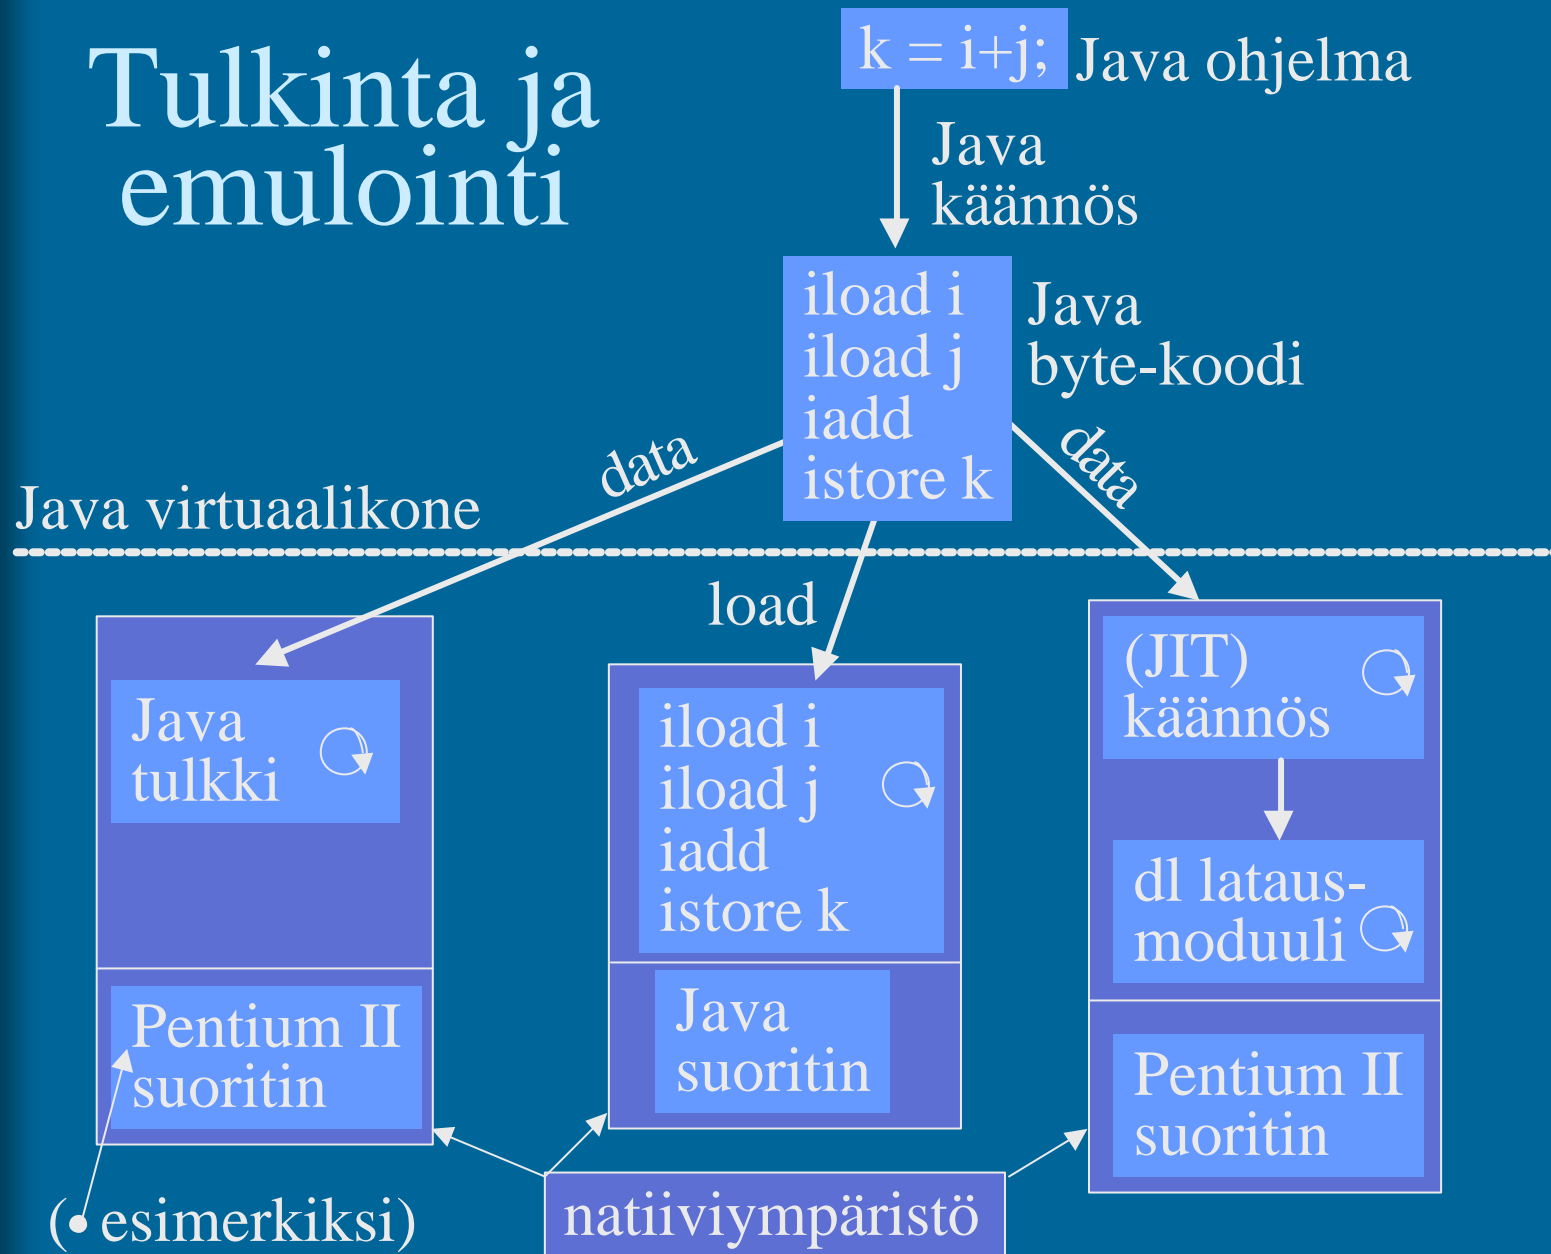 Tulkinta ja
emulointi
k = i+j;
Java ohjelma
Java
käännös
iload i
iload j
iadd
istore k
Java
byte-koodi
data
data
Java virtuaalikone
load
Java
tulkki
Pentium II
suoritin
iload i
iload j
iadd
istore k
Java
suoritin
(JIT)
käännös
dl lataus-
moduuli
Pentium II
suoritin
(• esimerkiksi)
natiiviympäristö